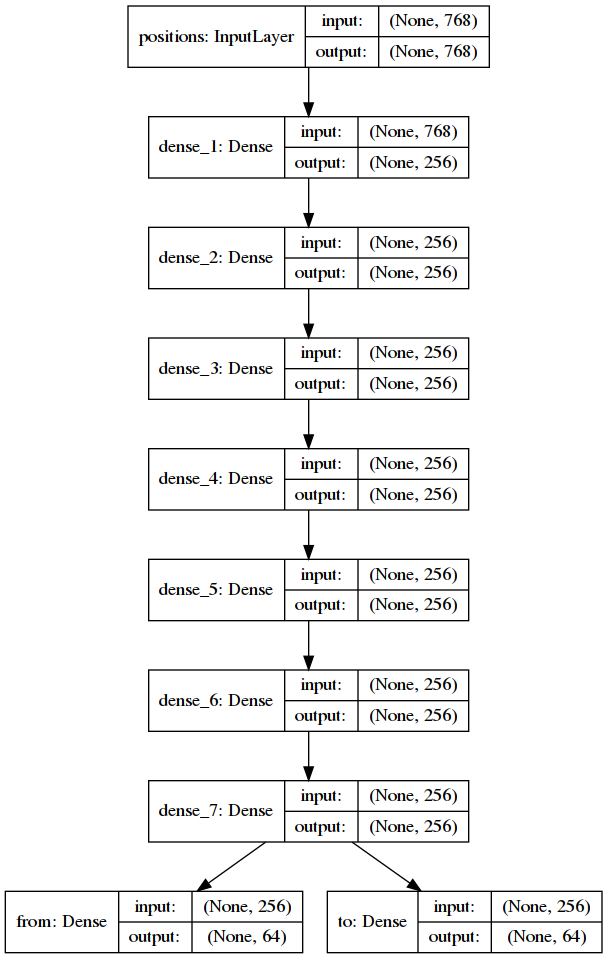 positions: InputLayer
input: (None, 768)
output: (None, 768)
dense_1: Dense
input: (None, 768)
output: (None, 256)
dense_2: Dense
input: (None, 256)
output: (None, 256)
dense_3: Dense
input: (None, 256)
output: (None, 256)
dense_4: Dense
input: (None, 256)
output: (None, 256)
dense_5: Dense
input: (None, 256)
output: (None, 256)
dense_6: Dense
input: (None, 256)
output: (None, 256)
dense_7: Dense
input: (None, 256)
output: (None, 256)
from: Dense
input: (None, 256)
output: (None, 64)
to: Dense
input: (None, 256)
output: (None, 64)